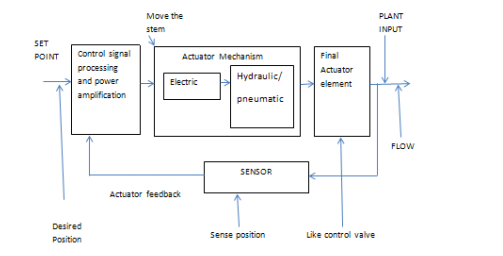 Move the
stem
PLANT
INPUT
SET
POINT
Control signal
processing
and power
amplification
Actuator Mechanism
Electric
Hydraulic/
pneumatic
Final
Actuator
element
FLOW
SENSOR
Actuator feedback
Desired
Position
Sense position
Like control valve